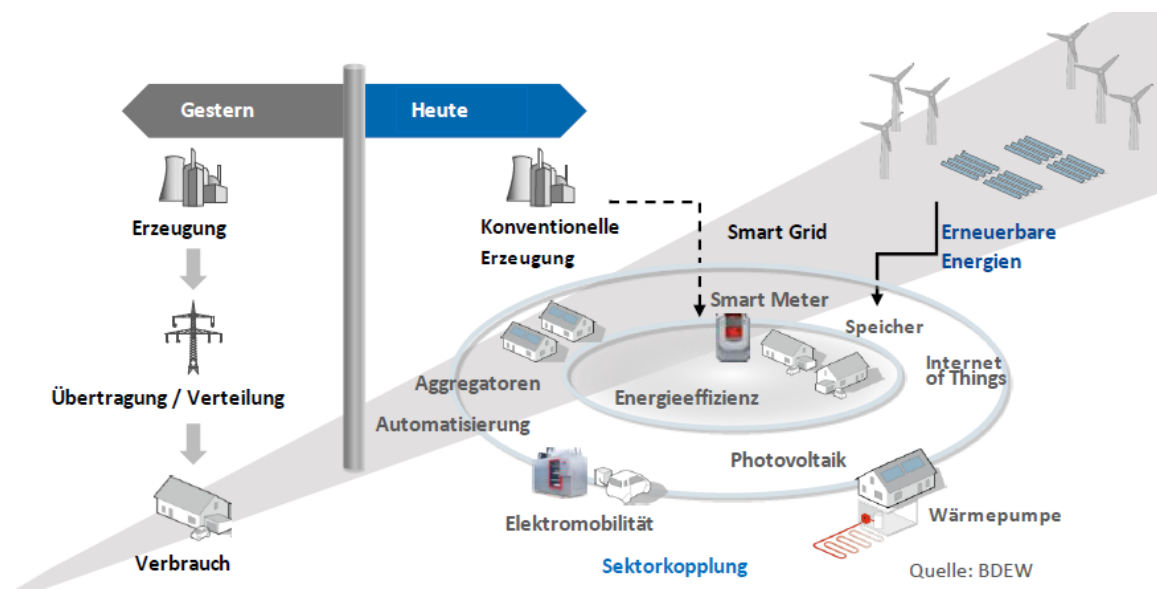 Gestern
Heute
Erzeugung
Übertragung / Verteilung
Verbrauch
Konventionelle
Erzeugung
Smart Grid
Erneuerbare
Energien
Smart Meter
Speicher
Internet
of Things
Aggregatoren
Energieeffizienz
Automatisierung
Photovoltaik
Elektromobilität
Wärmepumpe
Sektorkopplung
Quelle: BDEW